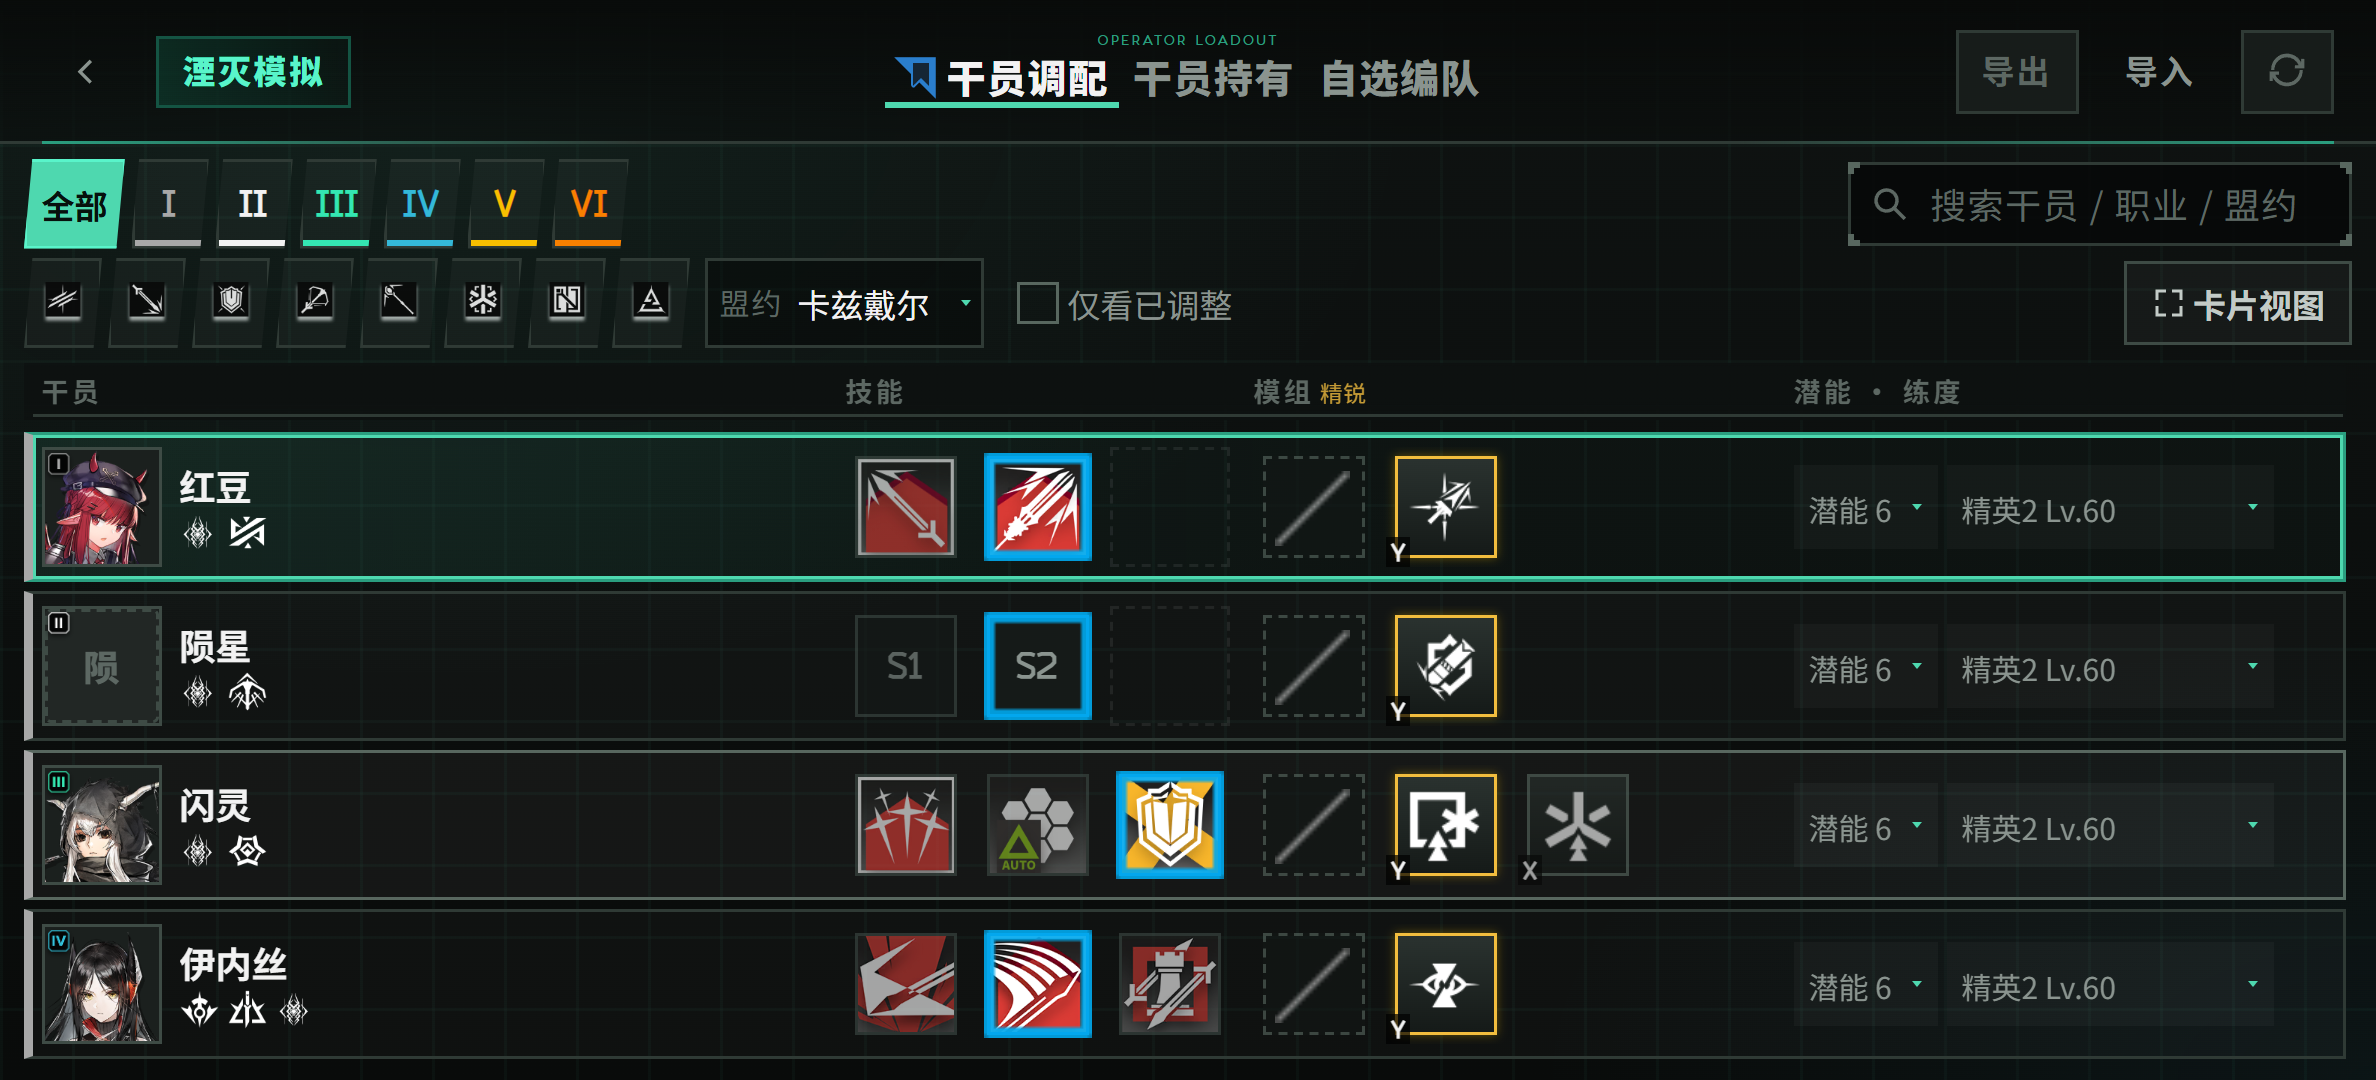 OPERATOR LOADOUT
湮灭模拟 干员调配 干员持有 自选编队 导出 导入
全部 I II III IV V VI 搜索干员 / 职业 / 盟约
盟约 卡兹戴尔 仅看已调整 卡片视图
干员 技能 模组 精锐 潜能 · 练度
I 红豆 Y 潜能 6 精英2 Lv.60
II 陨 陨星 S1 S2 Y 潜能 6 精英2 Lv.60
III 闪灵 AUTO Y X 潜能 6 精英2 Lv.60
IV 伊内丝 Y 潜能 6 精英2 Lv.60